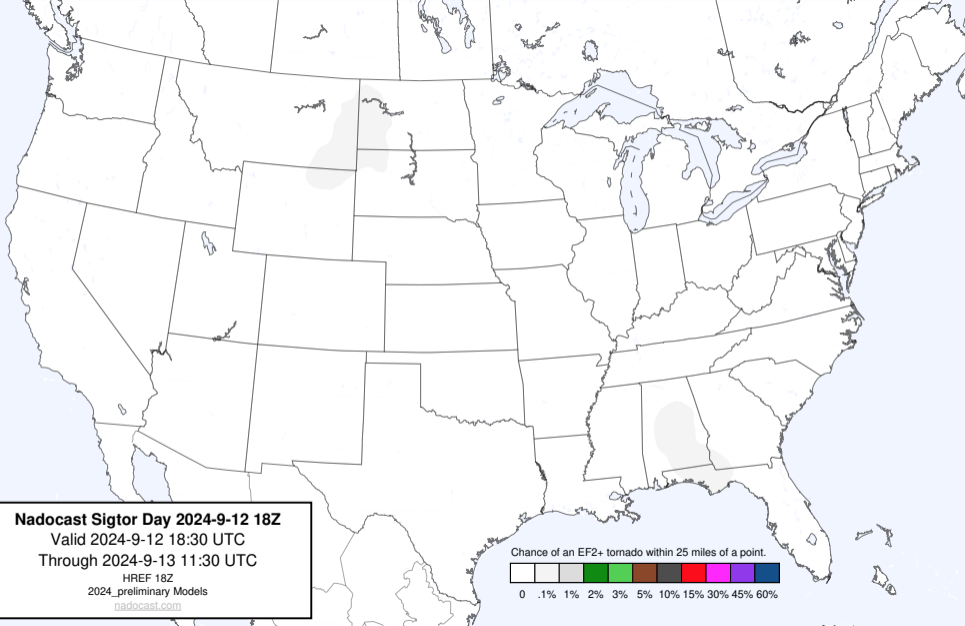 Nadocast Sigtor Day 2024-9-12 18Z
Valid 2024-9-12 18:30 UTC
Through 2024-9-13 11:30 UTC
HREF 18Z
2024_preliminary Models
nadocast.com
Chance of an EF2+ tornado within 25 miles of a point.
0 .1% 1% 2% 3% 5% 10% 15% 30% 45% 60%